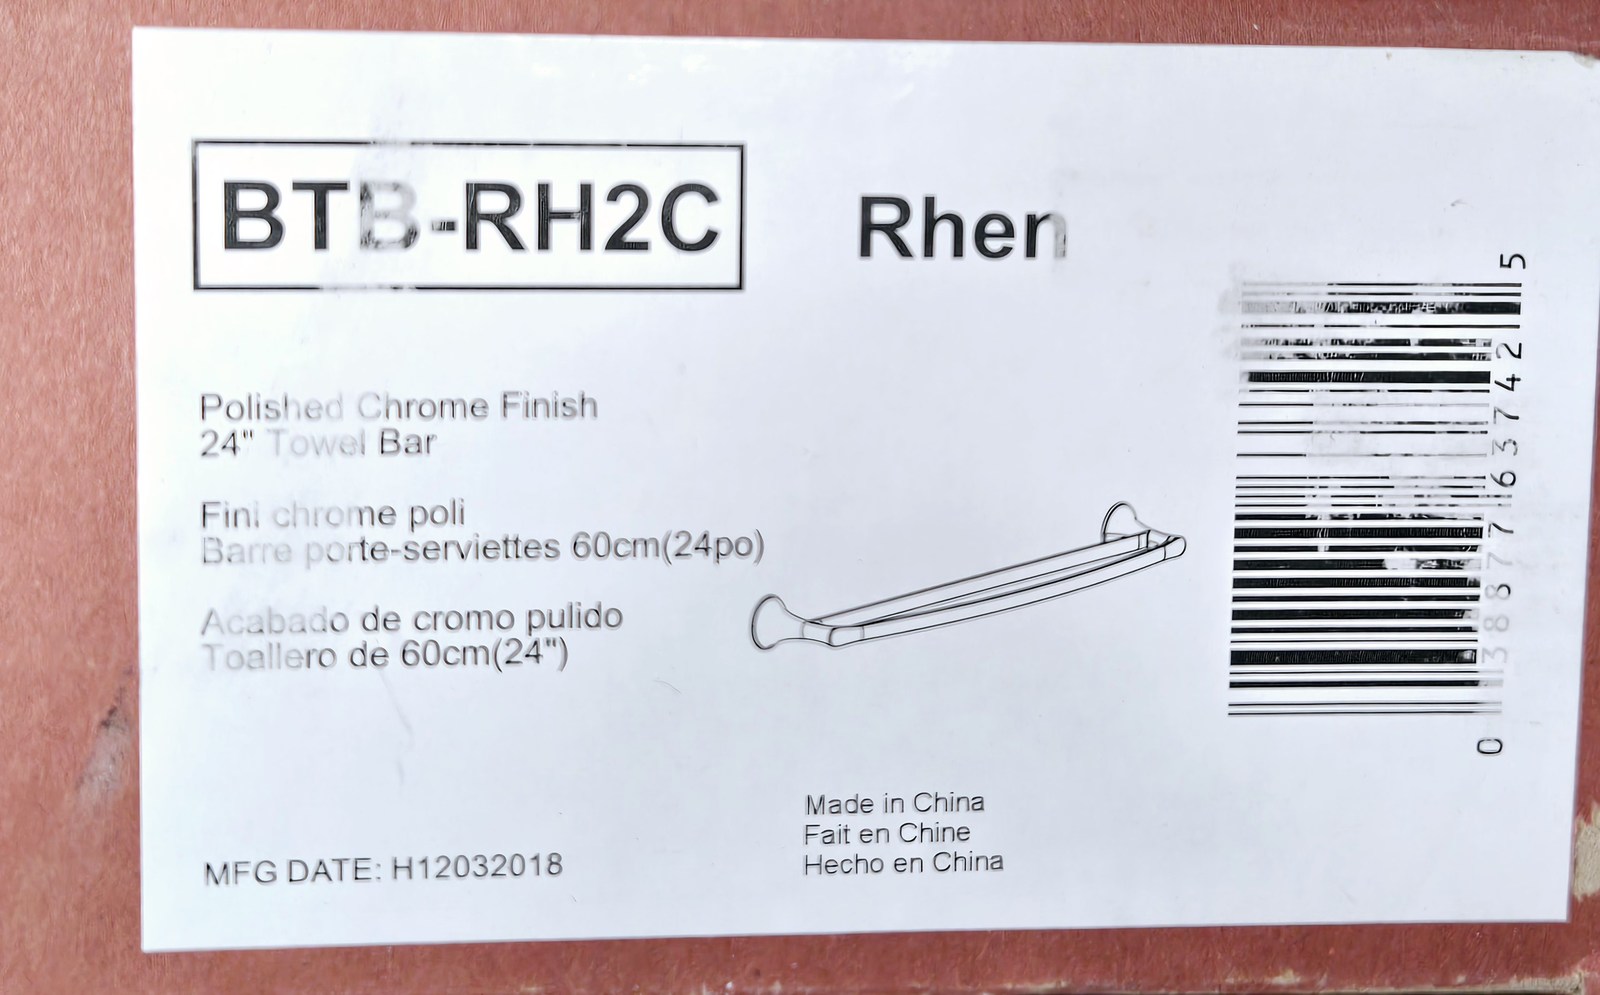 BTB-RH2C
Rhen
Polished Chrome Finish
24" Towel Bar
Fini chrome poli
Barre porte-serviettes 60cm(24po)
Acabado de cromo pulido
Toallero de 60cm(24")
MFG DATE: H12032018
Made in China
Fait en Chine
Hecho en China
0 38877 63742 5